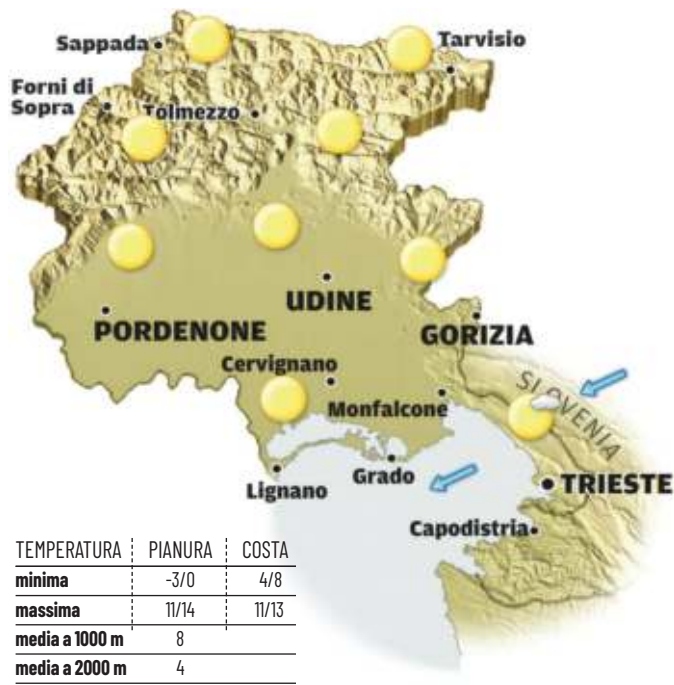 Sappada
Tarvisio
Forni di
Sopra
Tolmezzo
UDINE
PORDENONE
GORIZIA
Cervignano
SLOVENIA
Monfalcone
Grado
Lignano
TRIESTE
Capodistria
TEMPERATURA PIANURA COSTA
minima -3/0 4/8
massima 11/14 11/13
media a 1000 m 8
media a 2000 m 4